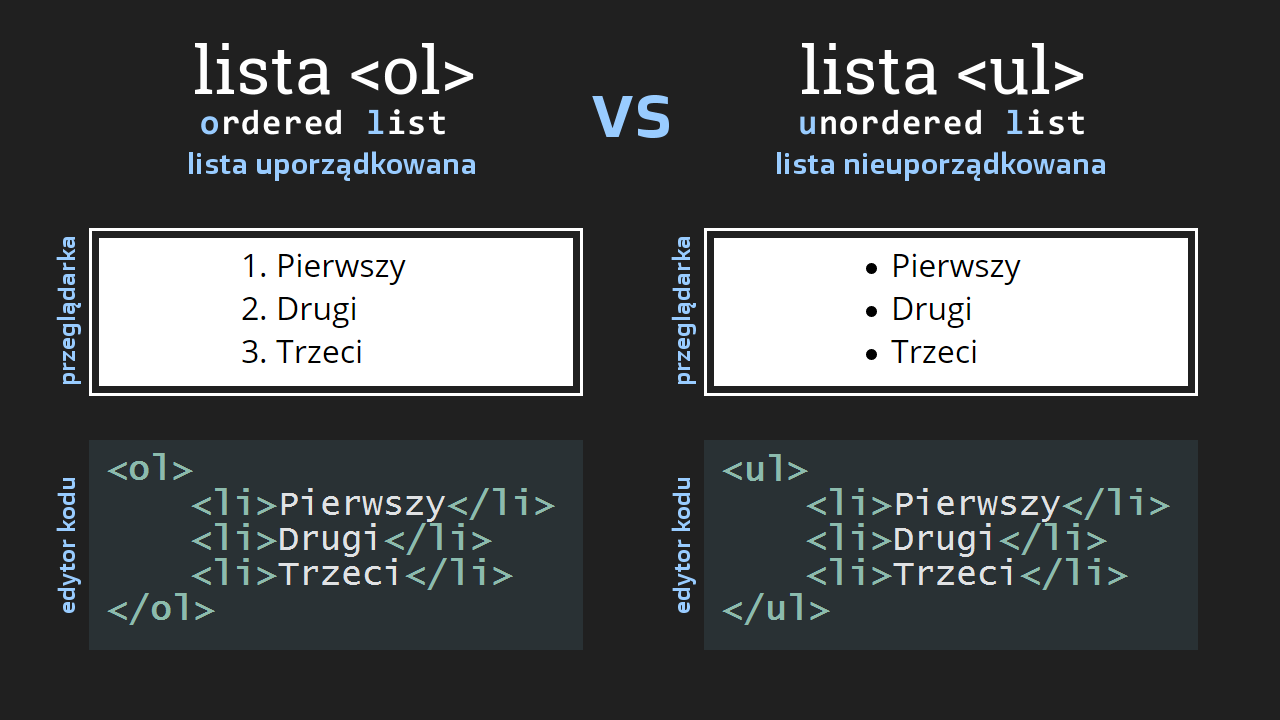 lista <ol>
ordered list
lista uporządkowana
VS
lista <ul>
unordered list
lista nieuporządkowana
przeglądarka
1. Pierwszy
2. Drugi
3. Trzeci
przeglądarka
• Pierwszy
• Drugi
• Trzeci
edytor kodu
<ol>
<li>Pierwszy</li>
<li>Drugi</li>
<li>Trzeci</li>
</ol>
edytor kodu
<ul>
<li>Pierwszy</li>
<li>Drugi</li>
<li>Trzeci</li>
</ul>